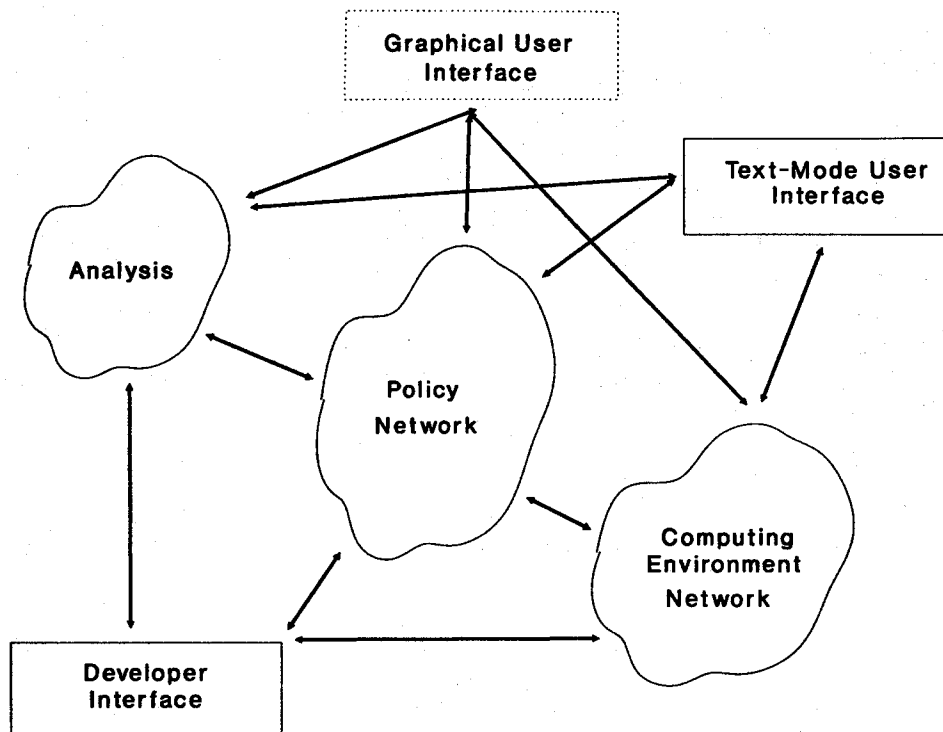 Graphical User
Interface
Text-Mode User
Interface
Analysis
Policy
Network
Computing
Environment
Network
Developer
Interface